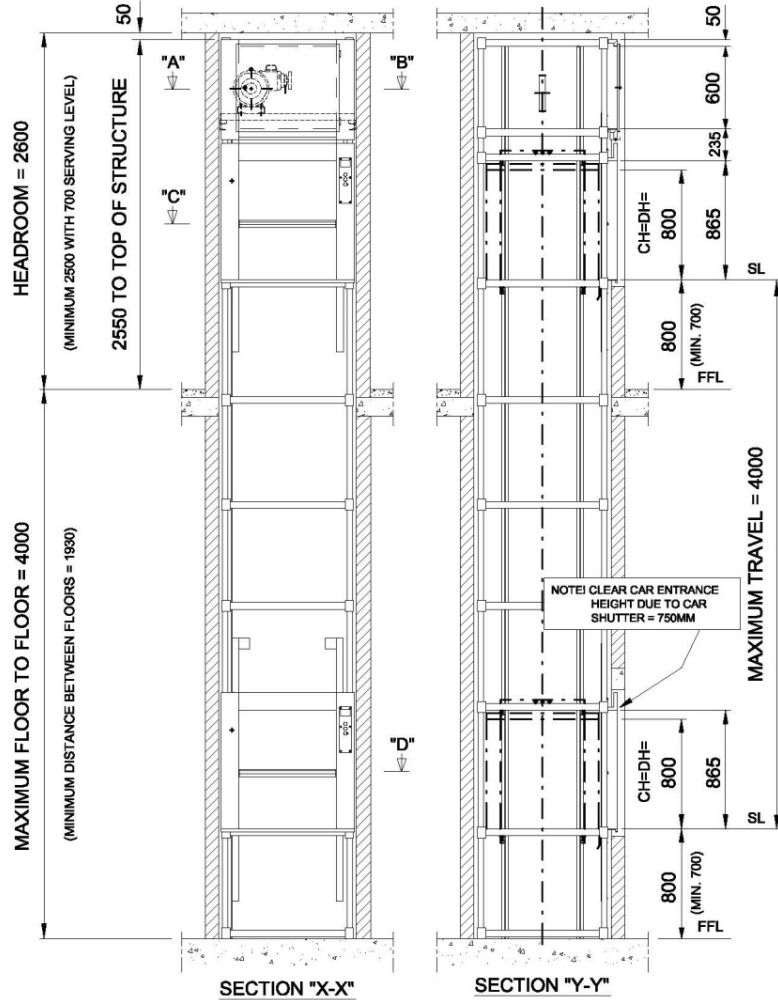 50
HEADROOM = 2600
(MINIMUM 2500 WITH 700 SERVING LEVEL)
2550 TO TOP OF STRUCTURE
"A"
"B"
"C"
MAXIMUM FLOOR TO FLOOR = 4000
(MINIMUM DISTANCE BETWEEN FLOORS = 1930)
"D"
SECTION "X-X"
50
600
235
CH=DH=
800
865
SL
800
(MIN. 700)
FFL
MAXIMUM TRAVEL = 4000
NOTE! CLEAR CAR ENTRANCE
HEIGHT DUE TO CAR
SHUTTER = 750MM
CH=DH=
800
865
SL
800
(MIN. 700)
FFL
SECTION "Y-Y"